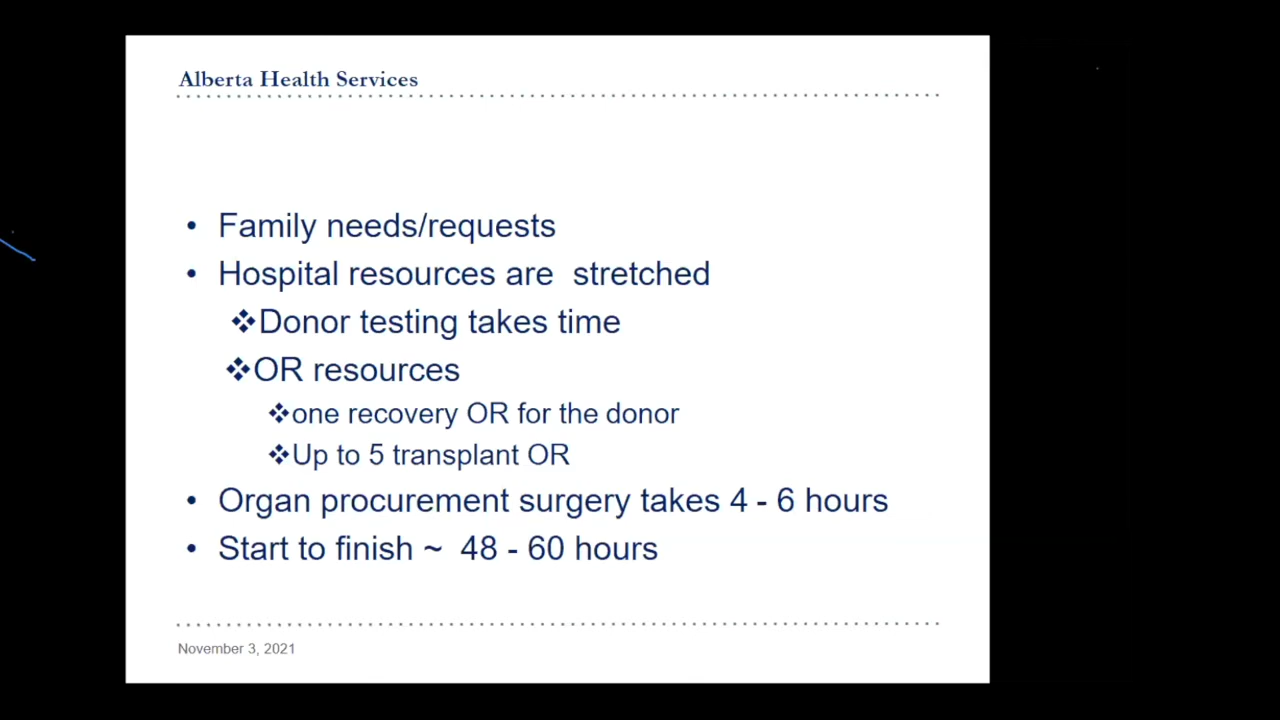 Alberta Health Services
• Family needs/requests
• Hospital resources are  stretched
❖Donor testing takes time
❖OR resources
❖one recovery OR for the donor
❖Up to 5 transplant OR
• Organ procurement surgery takes 4 - 6 hours
• Start to finish ~  48 - 60 hours
November 3, 2021